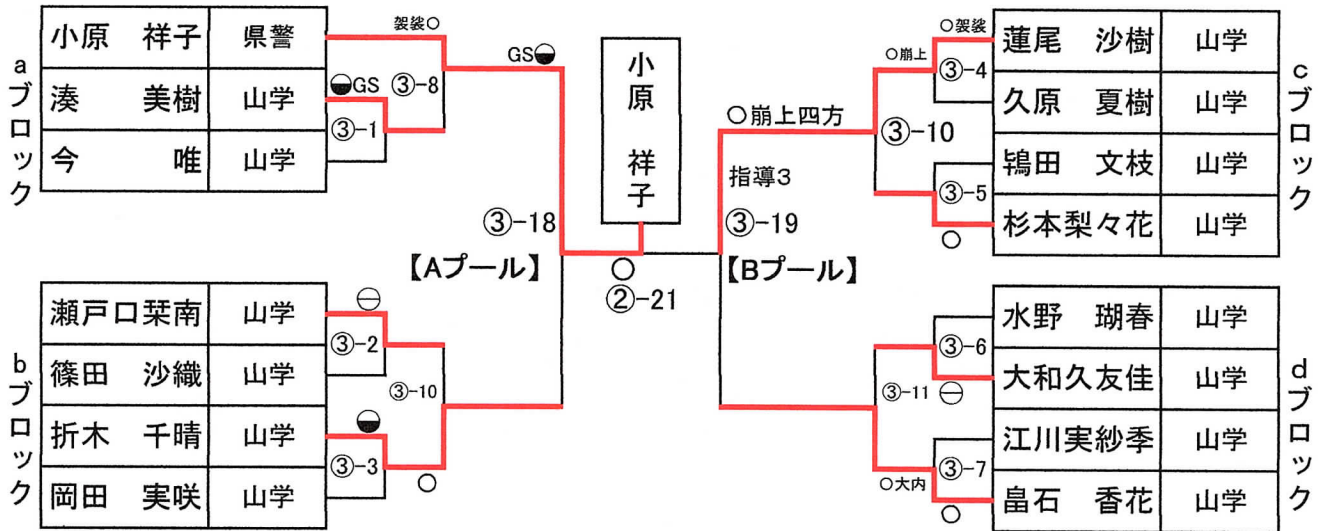 aブロック
小原　祥子 県警
湊　美樹 山学
今　唯 山学
袈裟○
GS
③-8
③-1
GS
③-18
【Aプール】
bブロック
瀬戸口栞南 山学
篠田　沙織 山学
折木　千晴 山学
岡田　実咲 山学
③-2
③-3
③-10
○
小原　祥子
○
②-21
○崩上四方
指導3
③-19
【Bプール】
cブロック
蓮尾　沙樹 山学
久原　夏樹 山学
鴇田　文枝 山学
杉本梨々花 山学
○袈裟
○崩上
③-4
③-10
③-5
○
dブロック
水野　瑚春 山学
大和久友佳 山学
江川実紗季 山学
畠石　香花 山学
③-6
③-11
③-7
○大内
○